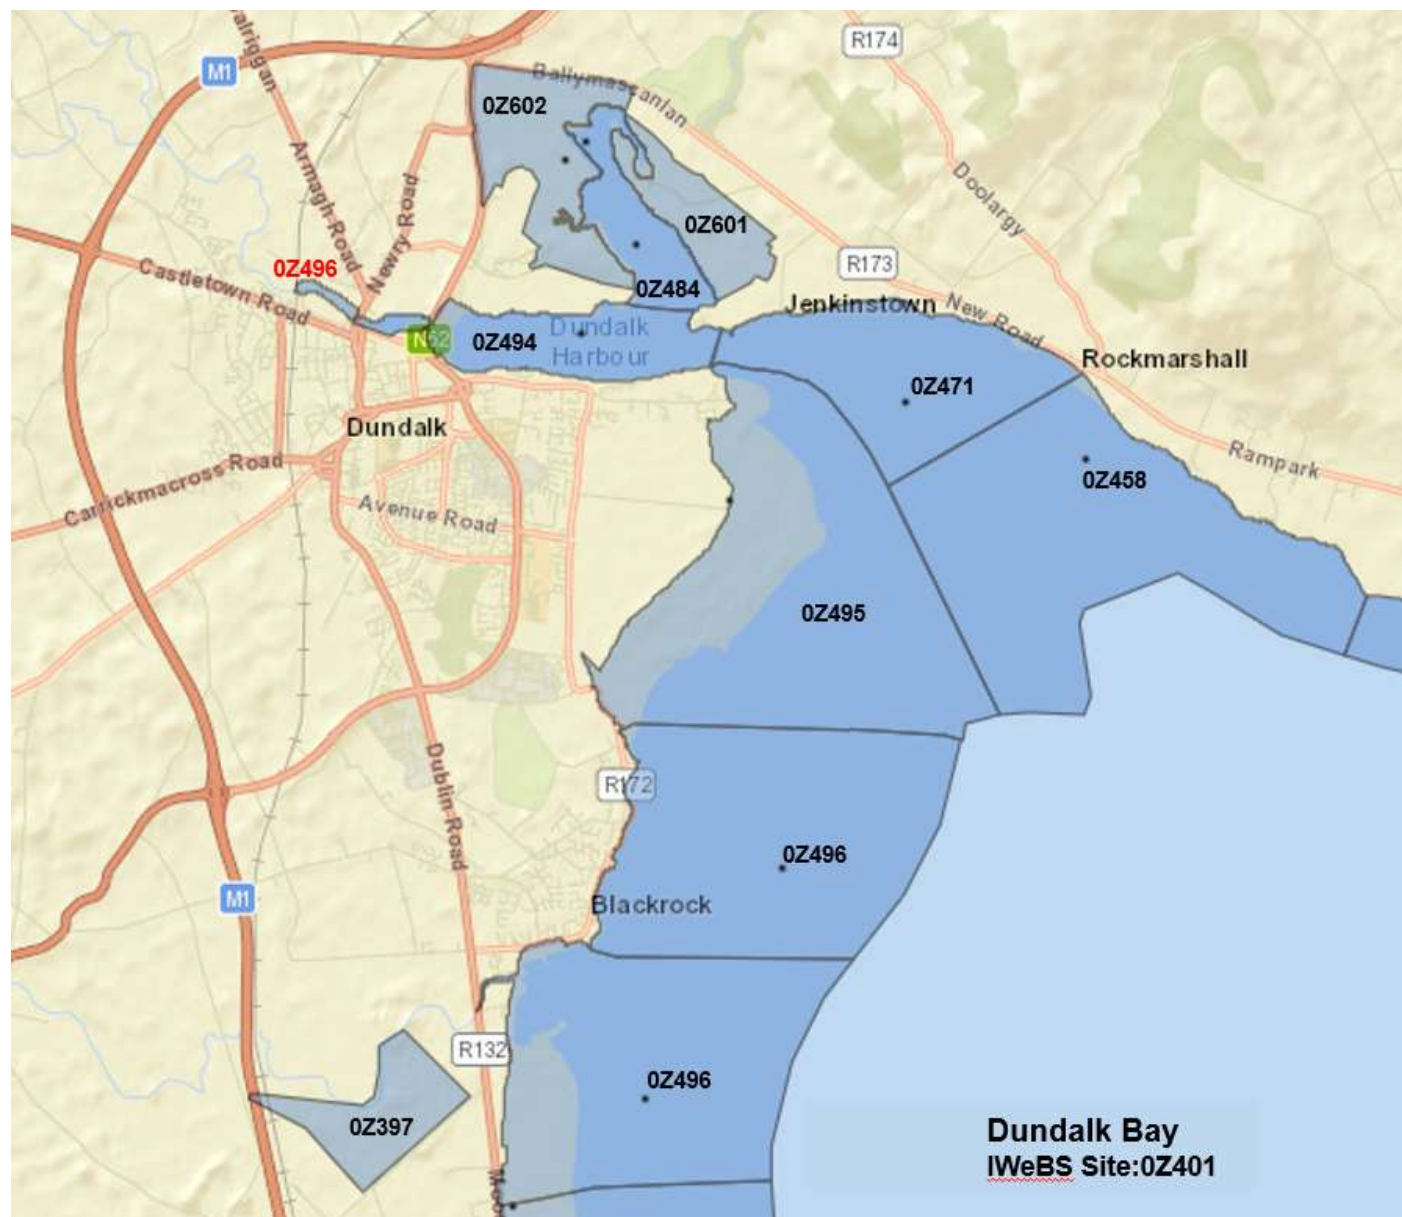 R174
M1
Ballymascanlan
0Z602
Armagh Road
Doolargy
Newry Road
0Z601
R173
0Z496
Castletown Road
0Z484
Jenkinstown
New Road
N52
0Z494
Dundalk
Harbour
Rockmarshall
0Z471
Dundalk
Rampark
Carrickmacross Road
0Z458
Avenue Road
0Z495
Dublin Road
R172
0Z496
M1
Blackrock
R132
0Z496
0Z397
Dundalk Bay
IWeBS Site:0Z401